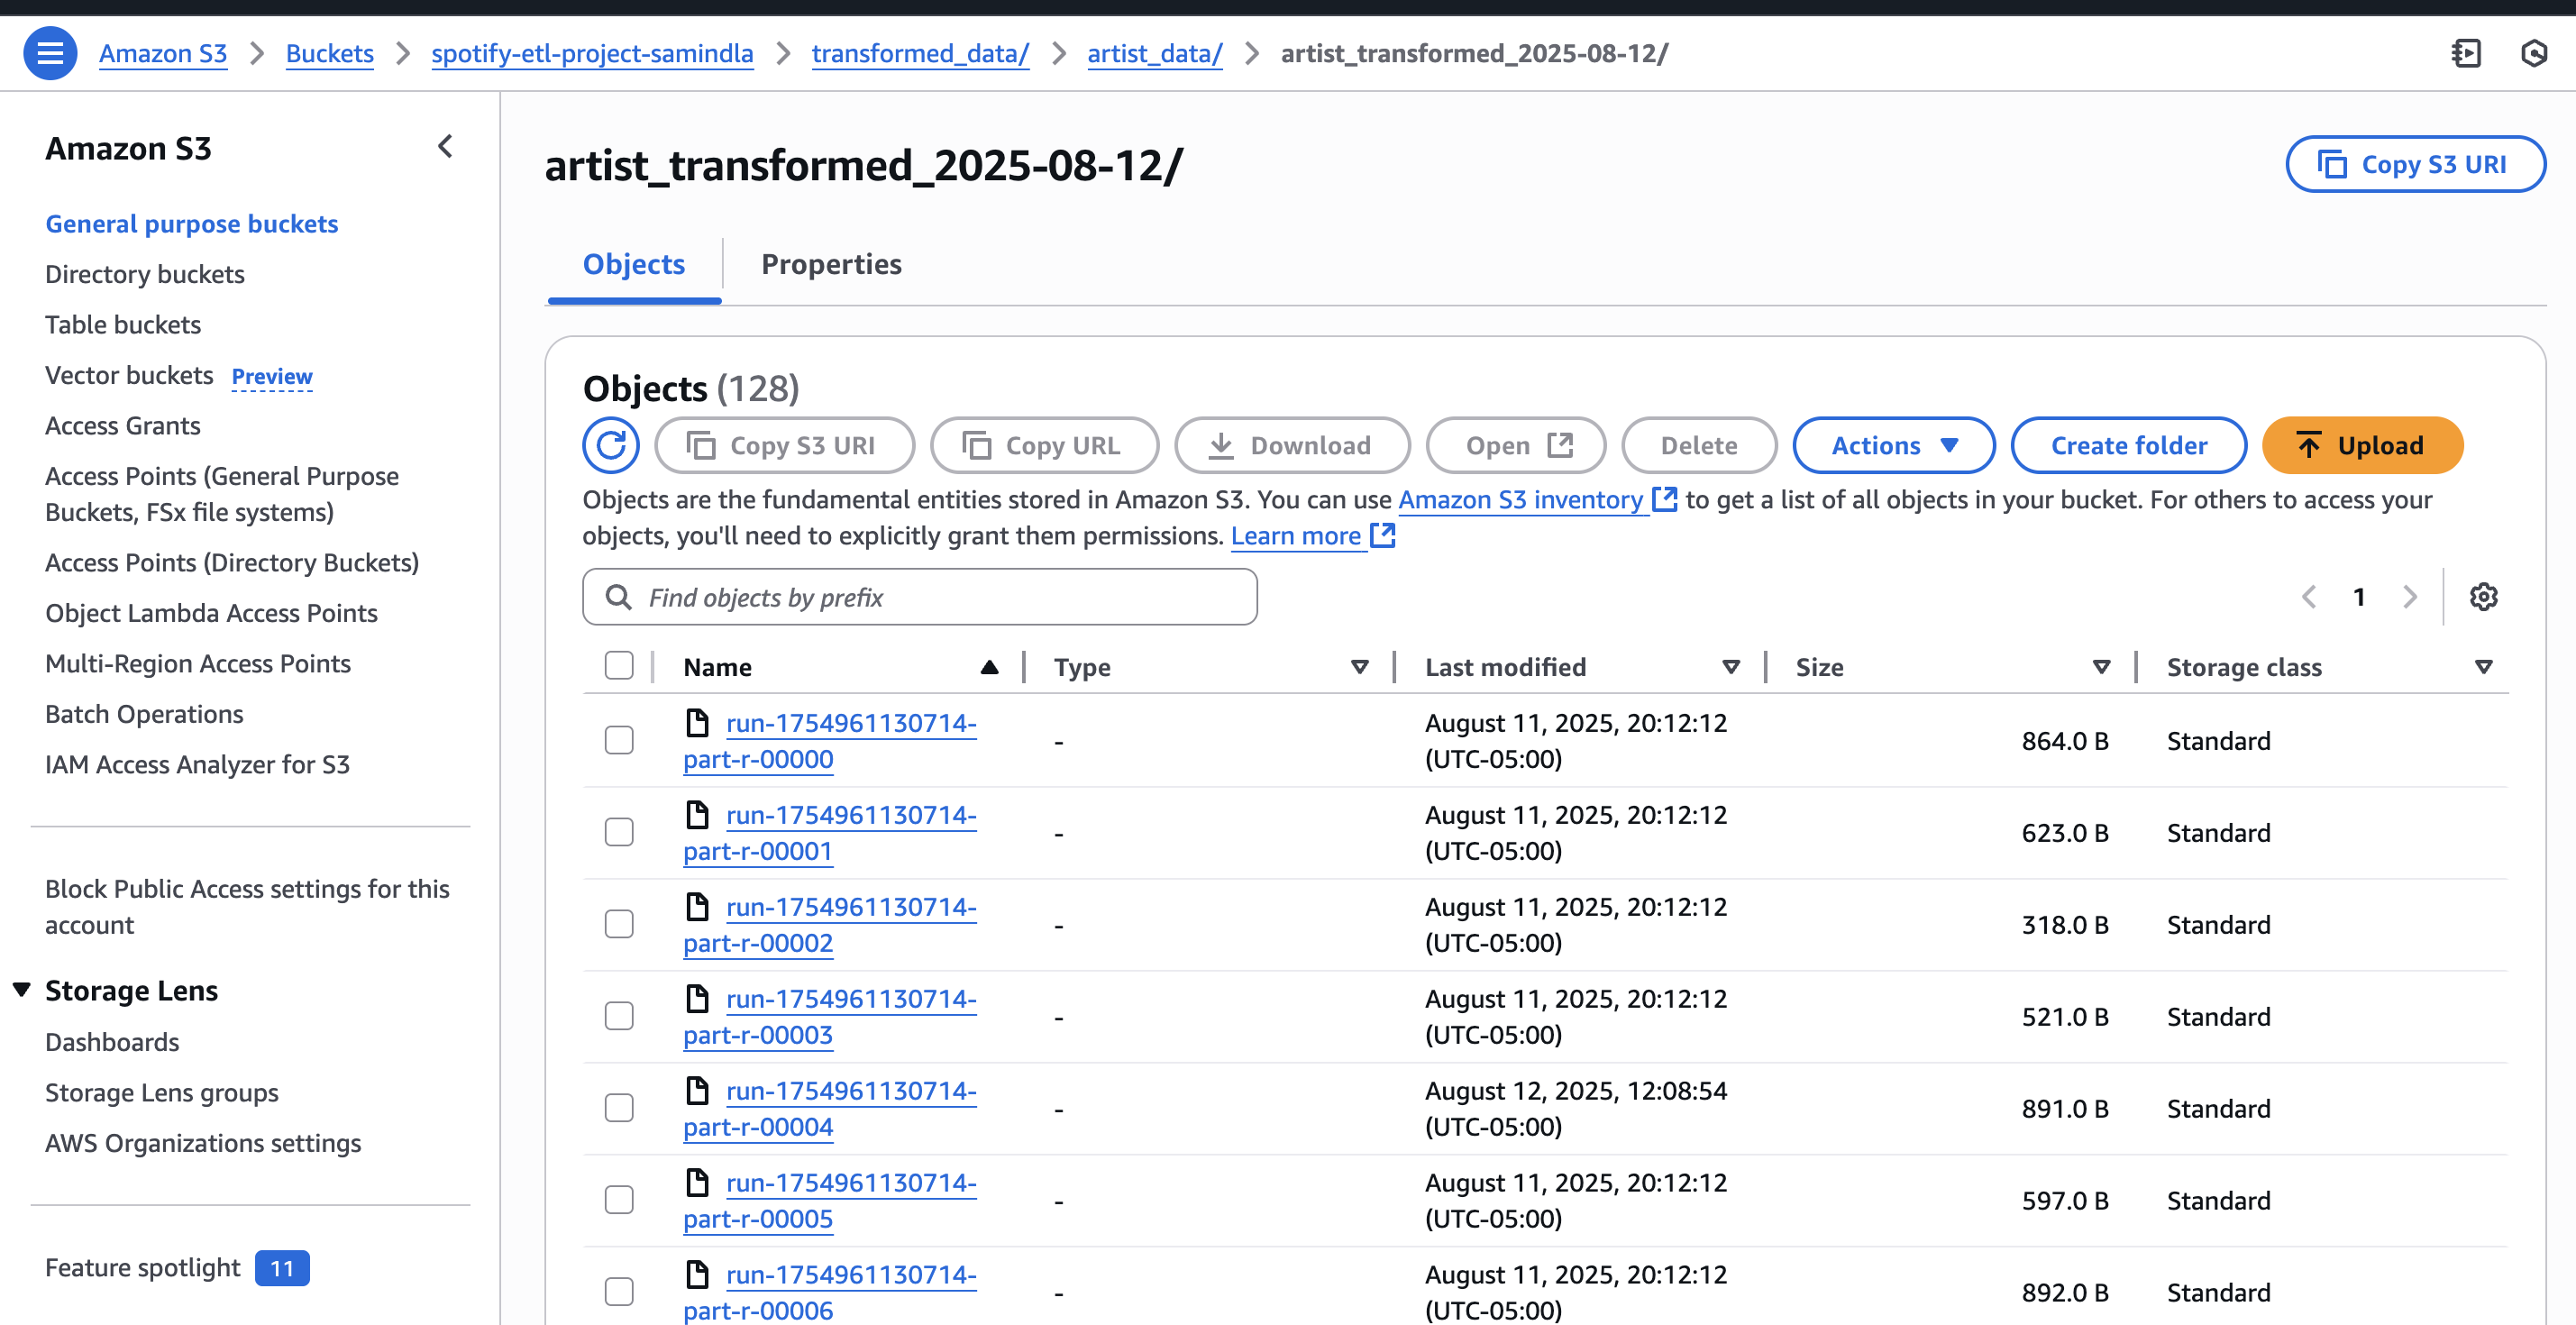 Amazon S3 > Buckets > spotify-etl-project-samindla > transformed_data/ > artist_data/ > artist_transformed_2025-08-12/
Amazon S3
General purpose buckets
Directory buckets
Table buckets
Vector buckets Preview
Access Grants
Access Points (General Purpose
Buckets, FSx file systems)
Access Points (Directory Buckets)
Object Lambda Access Points
Multi-Region Access Points
Batch Operations
IAM Access Analyzer for S3
Block Public Access settings for this
account
Storage Lens
Dashboards
Storage Lens groups
AWS Organizations settings
Feature spotlight 11
artist_transformed_2025-08-12/
Copy S3 URI
Objects Properties
Objects (128)
Copy S3 URI Copy URL Download Open Delete Actions Create folder Upload
Objects are the fundamental entities stored in Amazon S3. You can use Amazon S3 inventory to get a list of all objects in your bucket. For others to access your
objects, you'll need to explicitly grant them permissions. Learn more
Find objects by prefix
1
Name Type Last modified Size Storage class
run-1754961130714-
part-r-00000
-
August 11, 2025, 20:12:12
(UTC-05:00)
864.0 B
Standard
run-1754961130714-
part-r-00001
-
August 11, 2025, 20:12:12
(UTC-05:00)
623.0 B
Standard
run-1754961130714-
part-r-00002
-
August 11, 2025, 20:12:12
(UTC-05:00)
318.0 B
Standard
run-1754961130714-
part-r-00003
-
August 11, 2025, 20:12:12
(UTC-05:00)
521.0 B
Standard
run-1754961130714-
part-r-00004
-
August 12, 2025, 12:08:54
(UTC-05:00)
891.0 B
Standard
run-1754961130714-
part-r-00005
-
August 11, 2025, 20:12:12
(UTC-05:00)
597.0 B
Standard
run-1754961130714-
part-r-00006
-
August 11, 2025, 20:12:12
(UTC-05:00)
892.0 B
Standard